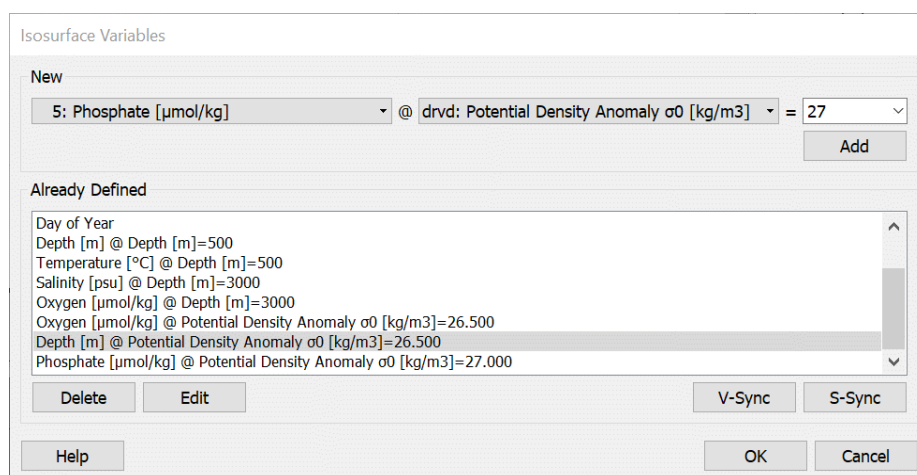 Isosurface Variables
New
5: Phosphate [µmol/kg] @ drvd: Potential Density Anomaly σ0 [kg/m3] = 27
Add
Already Defined
Day of Year
Depth [m] @ Depth [m]=500
Temperature [°C] @ Depth [m]=500
Salinity [psu] @ Depth [m]=3000
Oxygen [µmol/kg] @ Depth [m]=3000
Oxygen [µmol/kg] @ Potential Density Anomaly σ0 [kg/m3]=26.500
Depth [m] @ Potential Density Anomaly σ0 [kg/m3]=26.500
Phosphate [µmol/kg] @ Potential Density Anomaly σ0 [kg/m3]=27.000
Delete Edit V-Sync S-Sync
Help OK Cancel